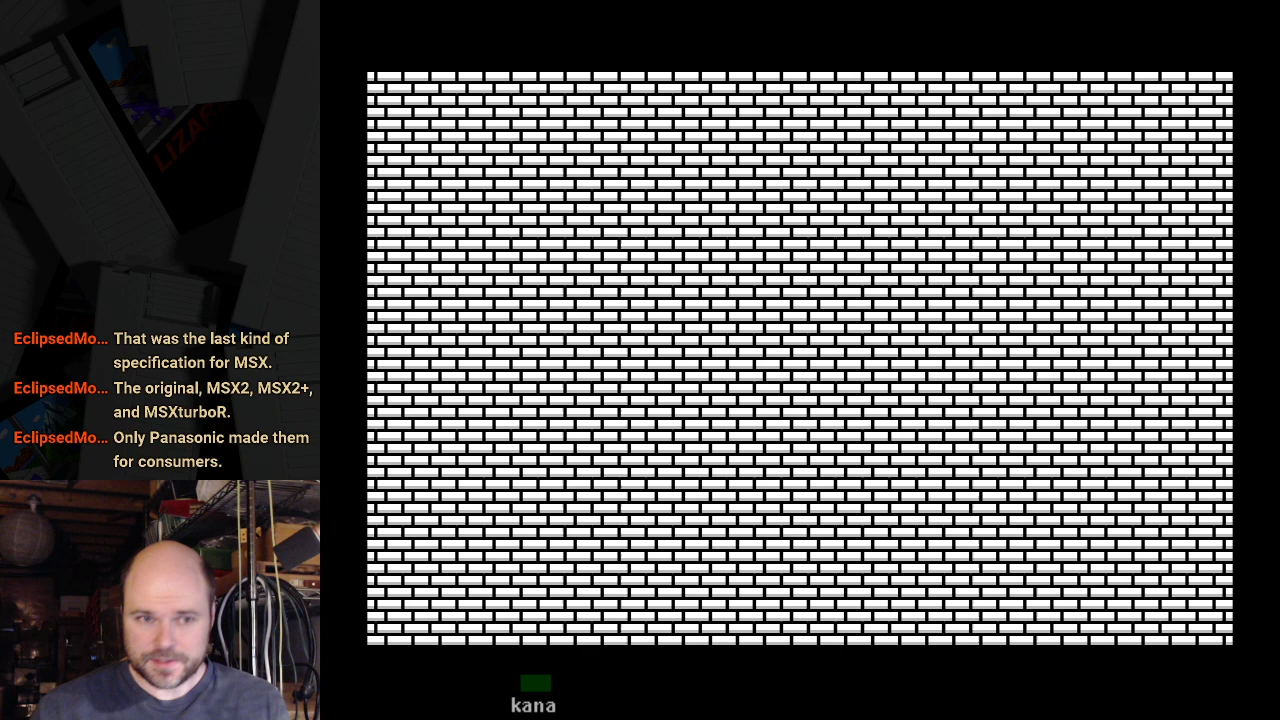 LIZAR
EclipsedMo... That was the last kind of
specification for MSX.
EclipsedMo... The original, MSX2, MSX2+,
and MSXturboR.
EclipsedMo... Only Panasonic made them
for consumers.
kana